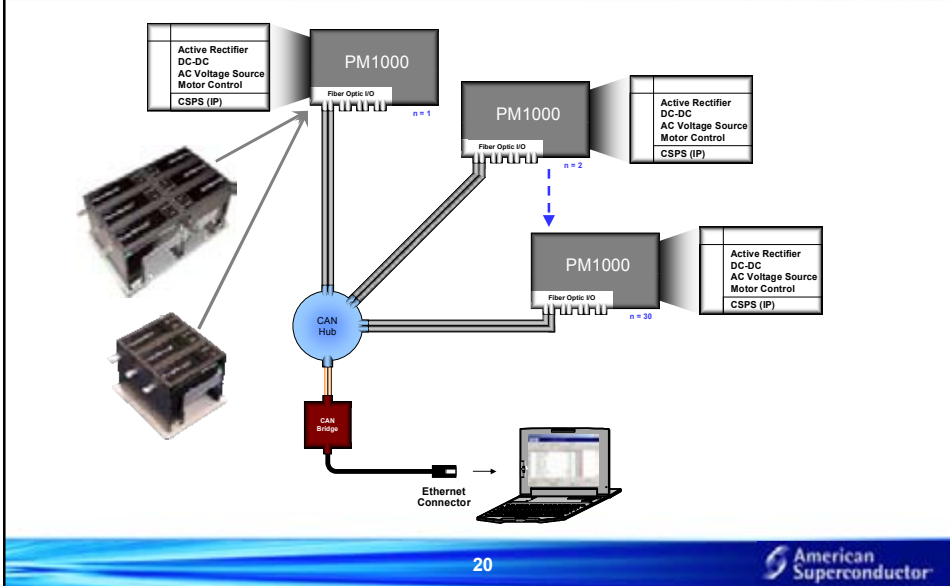 Active Rectifier
DC-DC
AC Voltage Source
Motor Control
CSPS (IP)
PM1000
Fiber Optic I/O
n = 1
PM1000
Fiber Optic I/O
n = 2
Active Rectifier
DC-DC
AC Voltage Source
Motor Control
CSPS (IP)
PM1000
Fiber Optic I/O
n = 30
Active Rectifier
DC-DC
AC Voltage Source
Motor Control
CSPS (IP)
CAN
Hub
CAN
Bridge
Ethernet
Connector
20
American
Superconductor